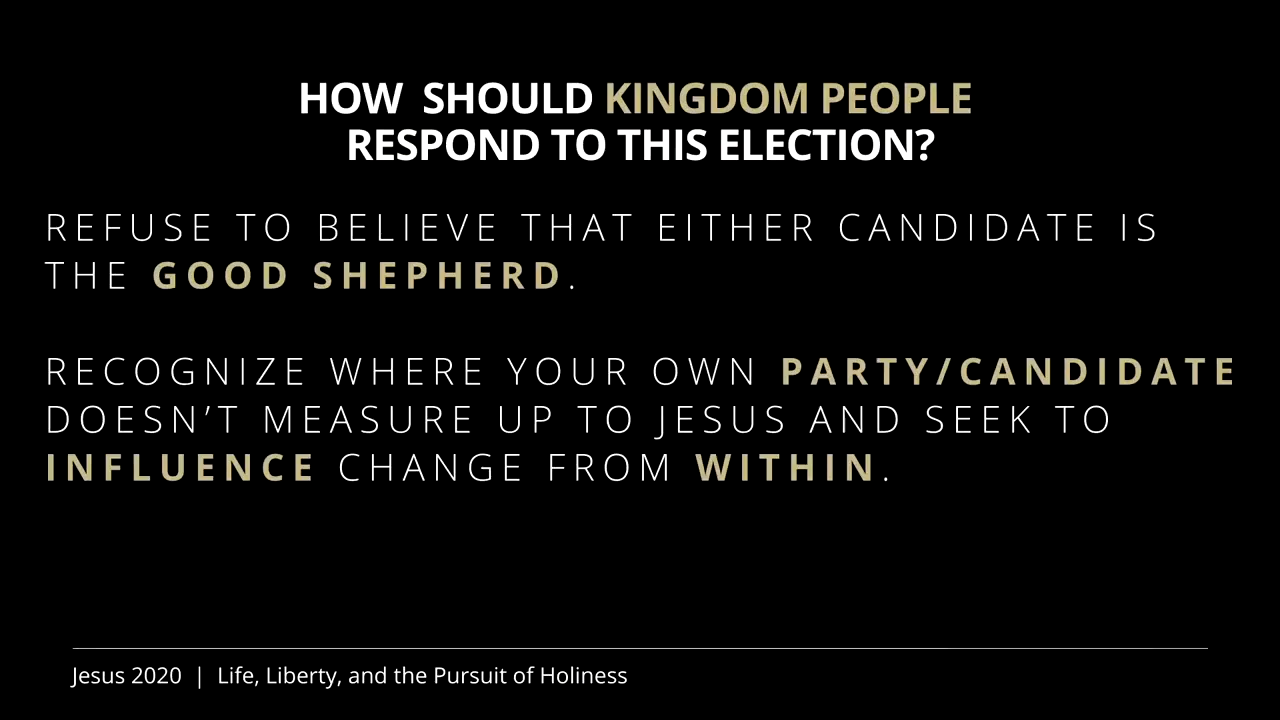 HOW SHOULD KINGDOM PEOPLE
RESPOND TO THIS ELECTION?
REFUSE TO BELIEVE THAT EITHER CANDIDATE IS
THE GOOD SHEPHERD.
RECOGNIZE WHERE YOUR OWN PARTY/CANDIDATE
DOESN’T MEASURE UP TO JESUS AND SEEK TO
INFLUENCE CHANGE FROM WITHIN.
Jesus 2020 | Life, Liberty, and the Pursuit of Holiness